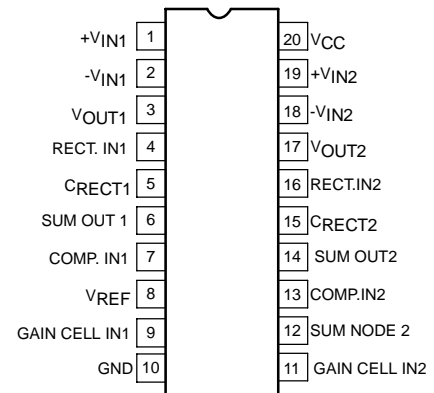 +VIN1 1 20 VCC
-VIN1 2 19 +VIN2
VOUT1 3 18 -VIN2
RECT. IN1 4 17 VOUT2
CRECT1 5 16 RECT.IN2
SUM OUT 1 6 15 CRECT2
COMP. IN1 7 14 SUM OUT2
VREF 8 13 COMP.IN2
GAIN CELL IN1 9 12 SUM NODE 2
GND 10 11 GAIN CELL IN2